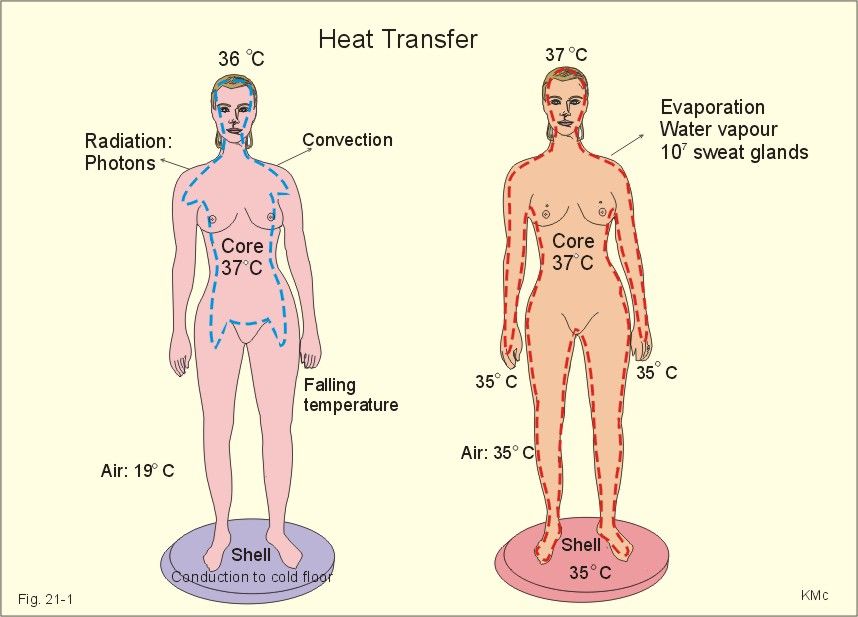 Heat Transfer
36 °C
37 °C
Radiation:
Photons
Convection
Evaporation
Water vapour
10⁷ sweat glands
Core
37°C
Core
37°C
Falling
temperature
35° C
35° C
Air: 19° C
Air: 35° C
Shell
Conduction to cold floor
Shell
35° C
Fig. 21-1
KMc